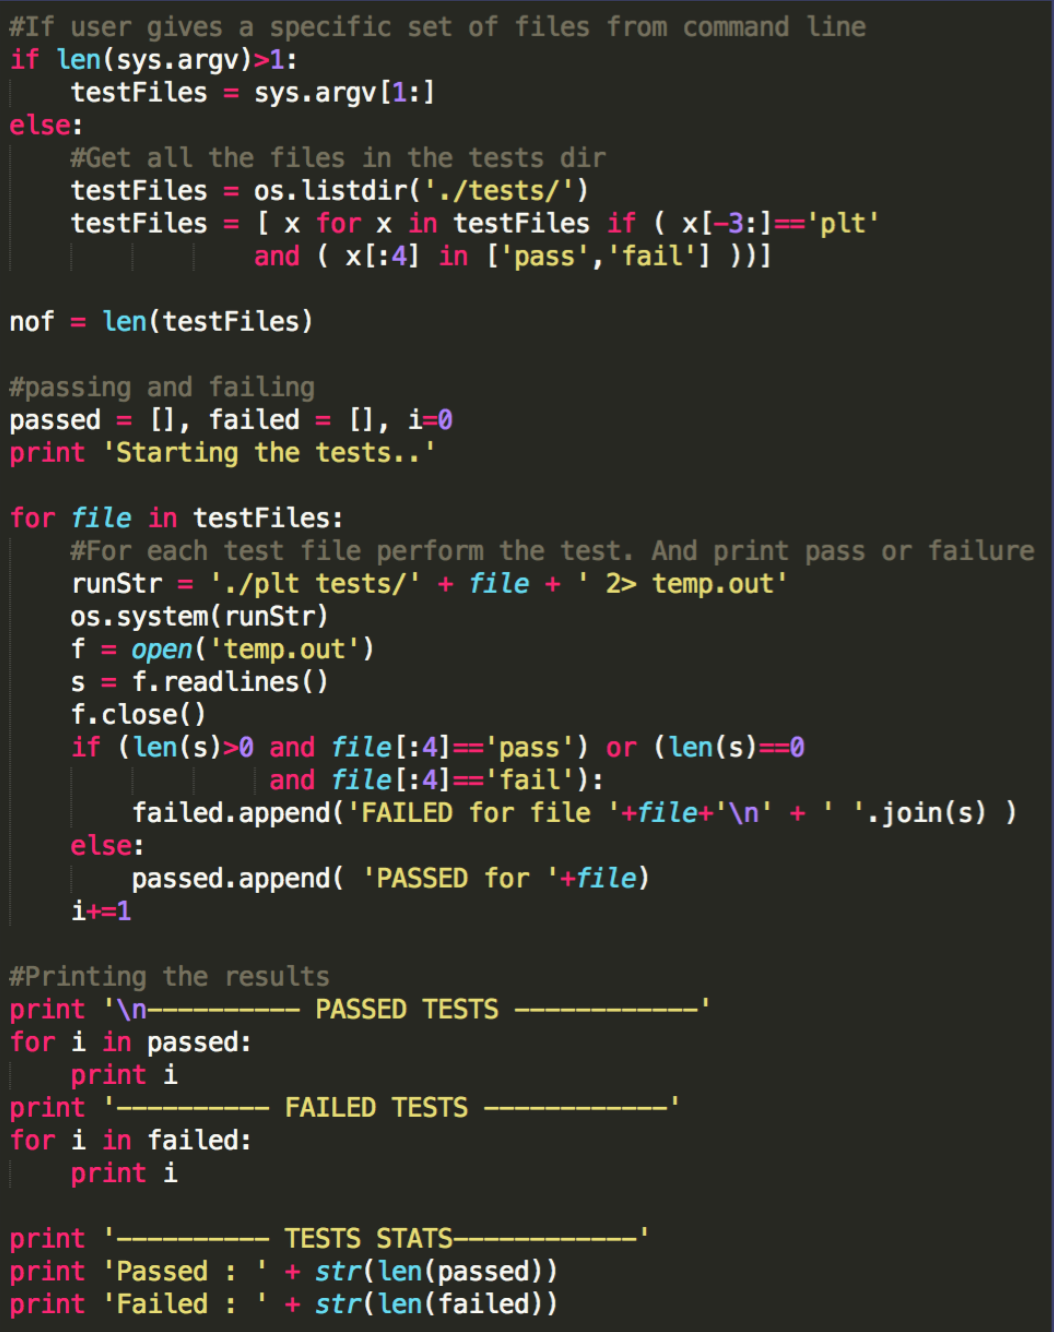 #If user gives a specific set of files from command line
if len(sys.argv)>1:
    testFiles = sys.argv[1:]
else:
    #Get all the files in the tests dir
    testFiles = os.listdir('./tests/')
    testFiles = [ x for x in testFiles if ( x[-3:]=='plt'
                and ( x[:4] in ['pass','fail'] ))]

nof = len(testFiles)

#passing and failing
passed = [], failed = [], i=0
print 'Starting the tests..'

for file in testFiles:
    #For each test file perform the test. And print pass or failure
    runStr = './plt tests/' + file + ' 2> temp.out'
    os.system(runStr)
    f = open('temp.out')
    s = f.readlines()
    f.close()
    if (len(s)>0 and file[:4]=='pass') or (len(s)==0
                 and file[:4]=='fail'):
        failed.append('FAILED for file '+file+'\n' + ' '.join(s) )
    else:
        passed.append( 'PASSED for '+file)
    i+=1

#Printing the results
print '\n---------- PASSED TESTS ------------'
for i in passed:
    print i
print '---------- FAILED TESTS ------------'
for i in failed:
    print i

print '---------- TESTS STATS------------'
print 'Passed : ' + str(len(passed))
print 'Failed : ' + str(len(failed))